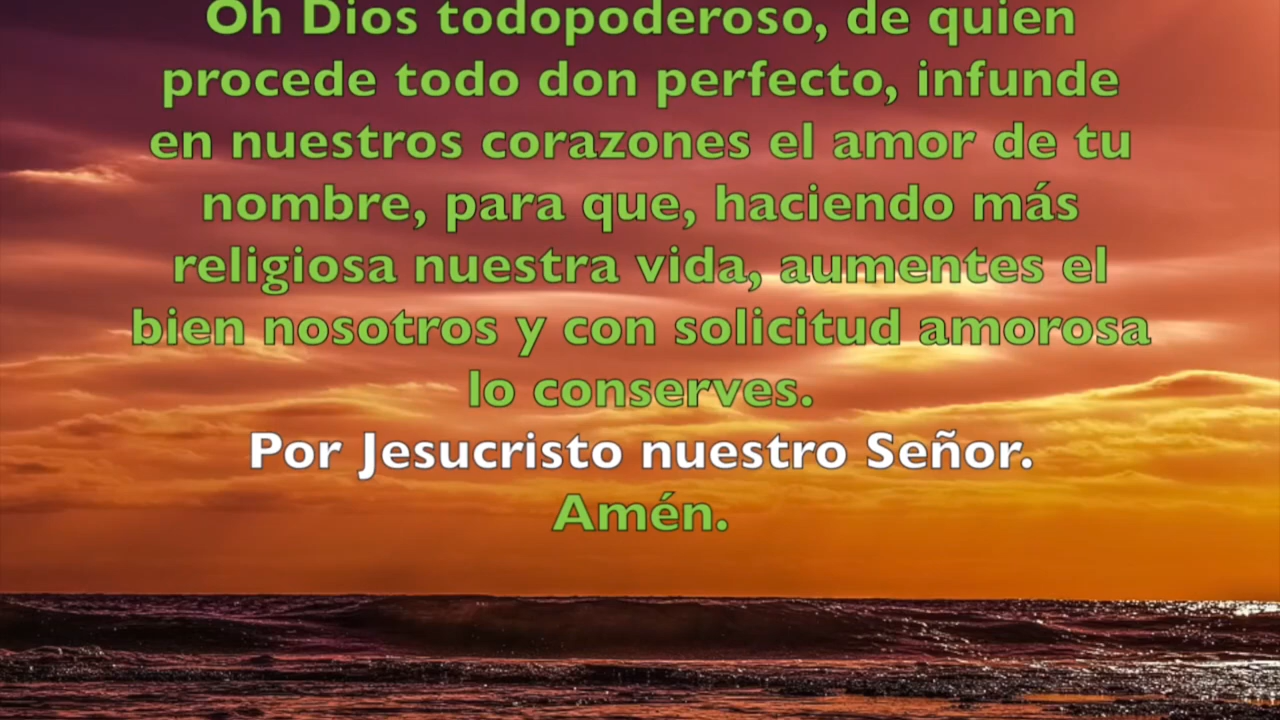 Oh Dios todopoderoso, de quien
procede todo don perfecto, infunde
en nuestros corazones el amor de tu
nombre, para que, haciendo más
religiosa nuestra vida, aumentes el
bien nosotros y con solicitud amorosa
lo conserves.
Por Jesucristo nuestro Señor.
Amén.